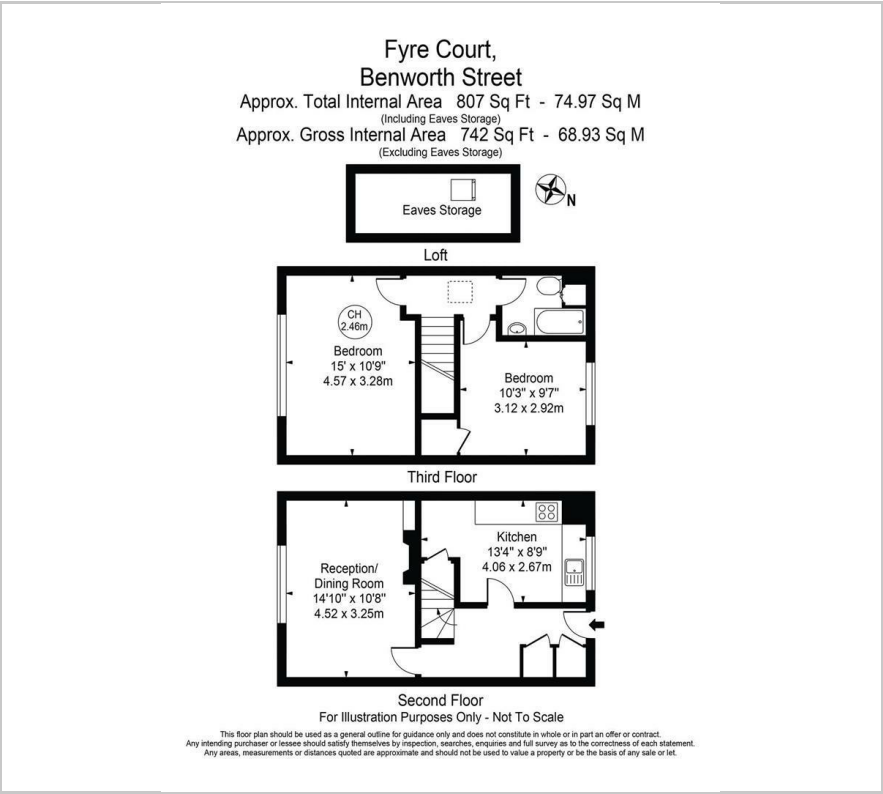 Fyre Court,
Benworth Street
Approx. Total Internal Area 807 Sq Ft - 74.97 Sq M
(Including Eaves Storage)
Approx. Gross Internal Area 742 Sq Ft - 68.93 Sq M
(Excluding Eaves Storage)
N
Eaves Storage
Loft
CH
2.46m
Bedroom
15' x 10'9"
4.57 x 3.28m
Bedroom
10'3" x 9'7"
3.12 x 2.92m
Third Floor
Kitchen
13'4" x 8'9"
4.06 x 2.67m
Reception/
Dining Room
14'10" x 10'8"
4.52 x 3.25m
Second Floor
For Illustration Purposes Only - Not To Scale
This floor plan should be used as a general outline for guidance only and does not constitute in whole or in part an offer or contract.
Any intending purchaser or lessee should satisfy themselves by inspection, searches, enquiries and full survey as to the correctness of each statement.
Any areas, measurements or distances quoted are approximate and should not be used to value a property or be the basis of any sale or let.